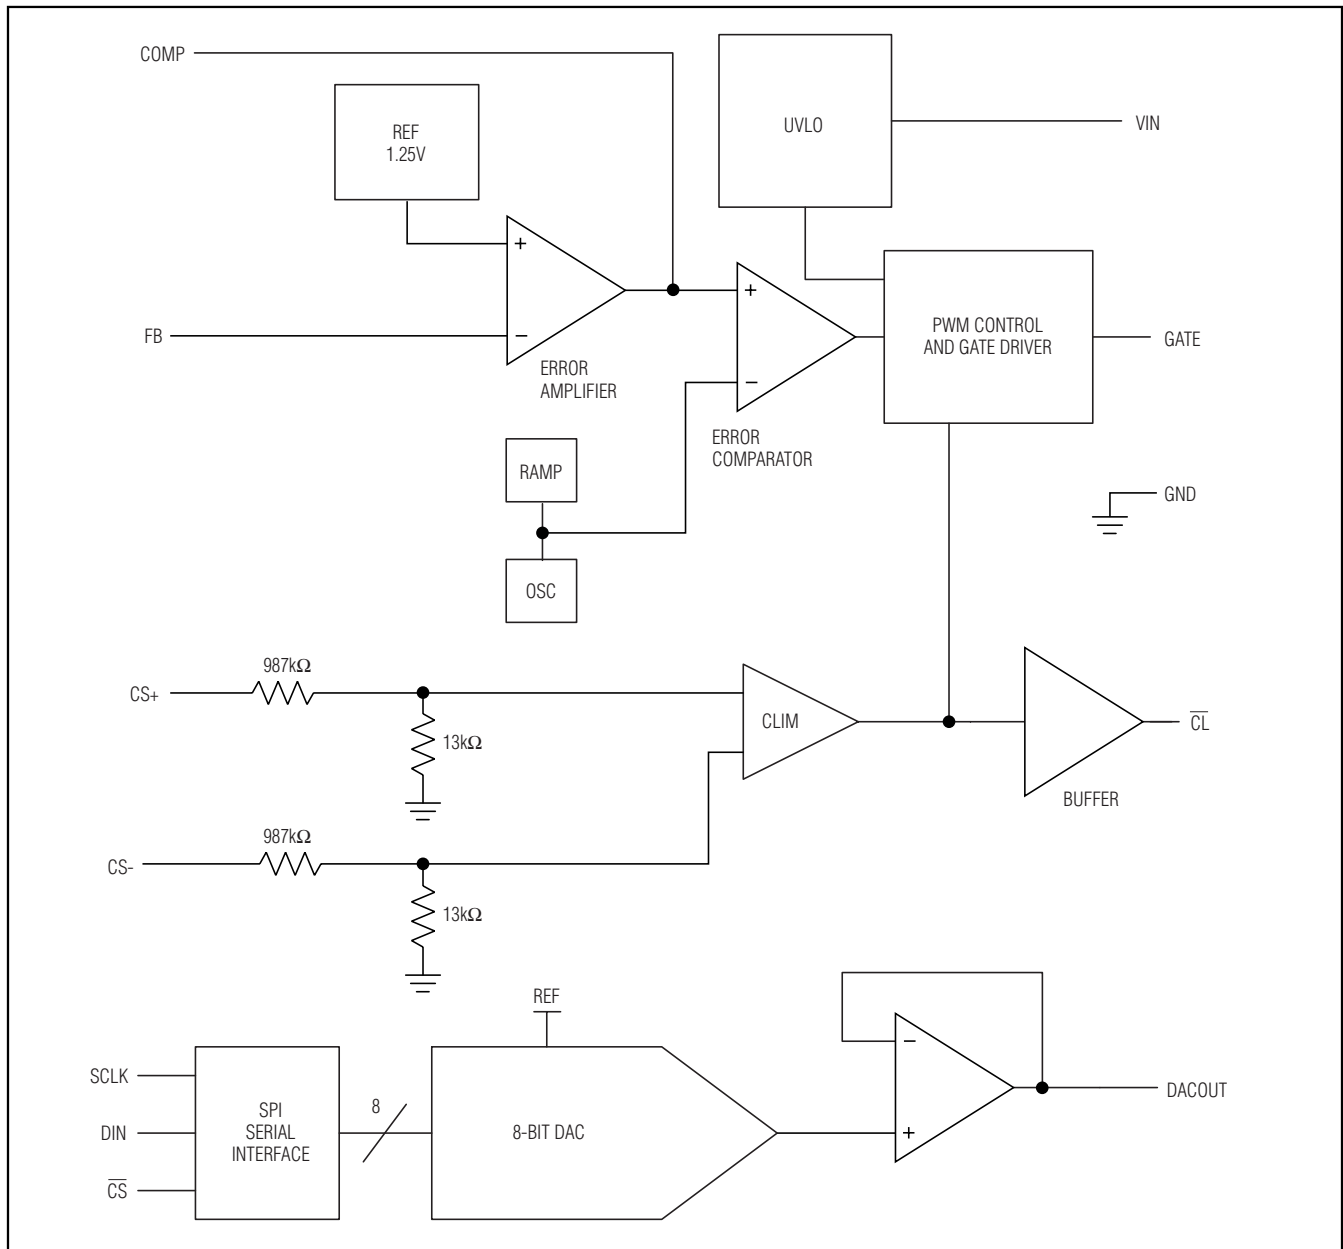 COMP
REF
1.25V
UVLO
VIN
+
FB
−
ERROR
AMPLIFIER
+
−
ERROR
COMPARATOR
PWM CONTROL
AND GATE DRIVER
GATE
RAMP
OSC
GND
CS+
987kΩ
13kΩ
CLIM
C̅L̅
BUFFER
CS-
987kΩ
13kΩ
REF
SCLK
DIN
C̅S̅
SPI
SERIAL
INTERFACE
8
8-BIT DAC
−
+
DACOUT